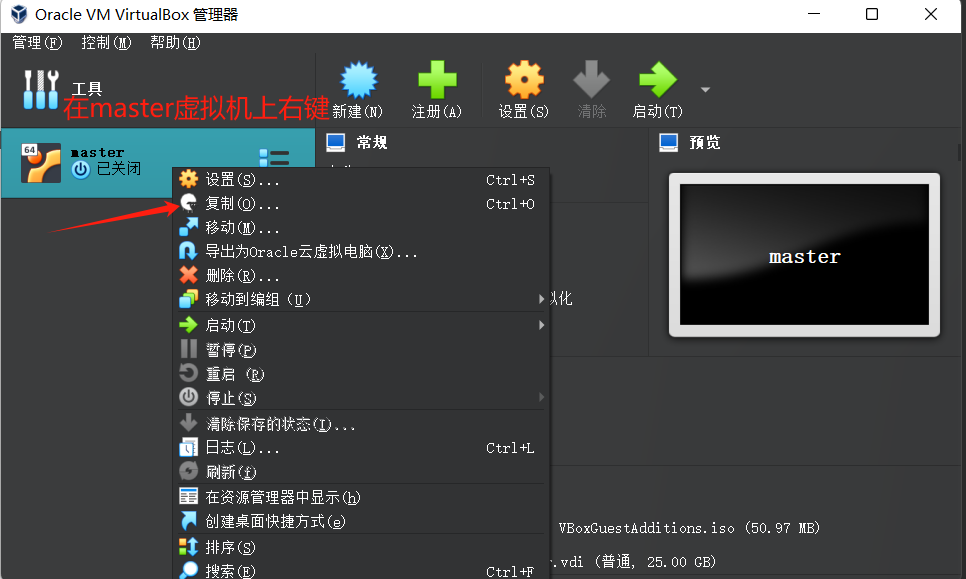 Oracle VM VirtualBox 管理器
管理(F) 控制(M) 帮助(H)
工具
在master虚拟机上右键
新建(N) 注册(A) 设置(S) 清除 启动(T)
64
master
已关闭
常规
预览
master
设置(S)... Ctrl+S
复制(O)... Ctrl+O
移动(M)...
导出为Oracle云虚拟电脑(X)...
删除(R)...
移动到编组 (U)
拟化
启动(T)
暂停(P)
重启 (R)
停止(S)
清除保存的状态(I)...
日志(L)... Ctrl+L
刷新(f)
在资源管理器中显示(h)
创建桌面快捷方式(e)
VBoxGuestAdditions.iso (50.97 MB)
排序(S)
.vdi (普通, 25.00 GB)
搜索(E) Ctrl+F